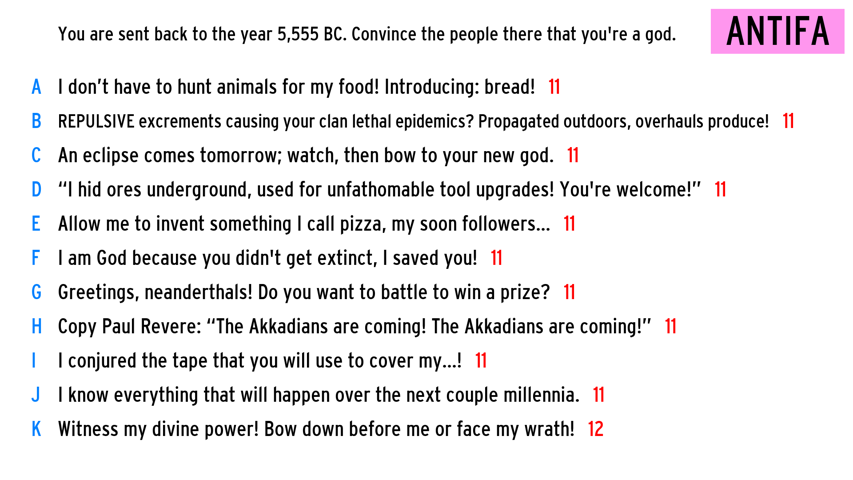 You are sent back to the year 5,555 BC. Convince the people there that you're a god.
ANTIFA
A I don’t have to hunt animals for my food! Introducing: bread! 11
B REPULSIVE excrements causing your clan lethal epidemics? Propagated outdoors, overhauls produce! 11
C An eclipse comes tomorrow; watch, then bow to your new god. 11
D “I hid ores underground, used for unfathomable tool upgrades! You're welcome!” 11
E Allow me to invent something I call pizza, my soon followers... 11
F I am God because you didn't get extinct, I saved you! 11
G Greetings, neanderthals! Do you want to battle to win a prize? 11
H Copy Paul Revere: “The Akkadians are coming! The Akkadians are coming!” 11
I I conjured the tape that you will use to cover my...! 11
J I know everything that will happen over the next couple millennia. 11
K Witness my divine power! Bow down before me or face my wrath! 12